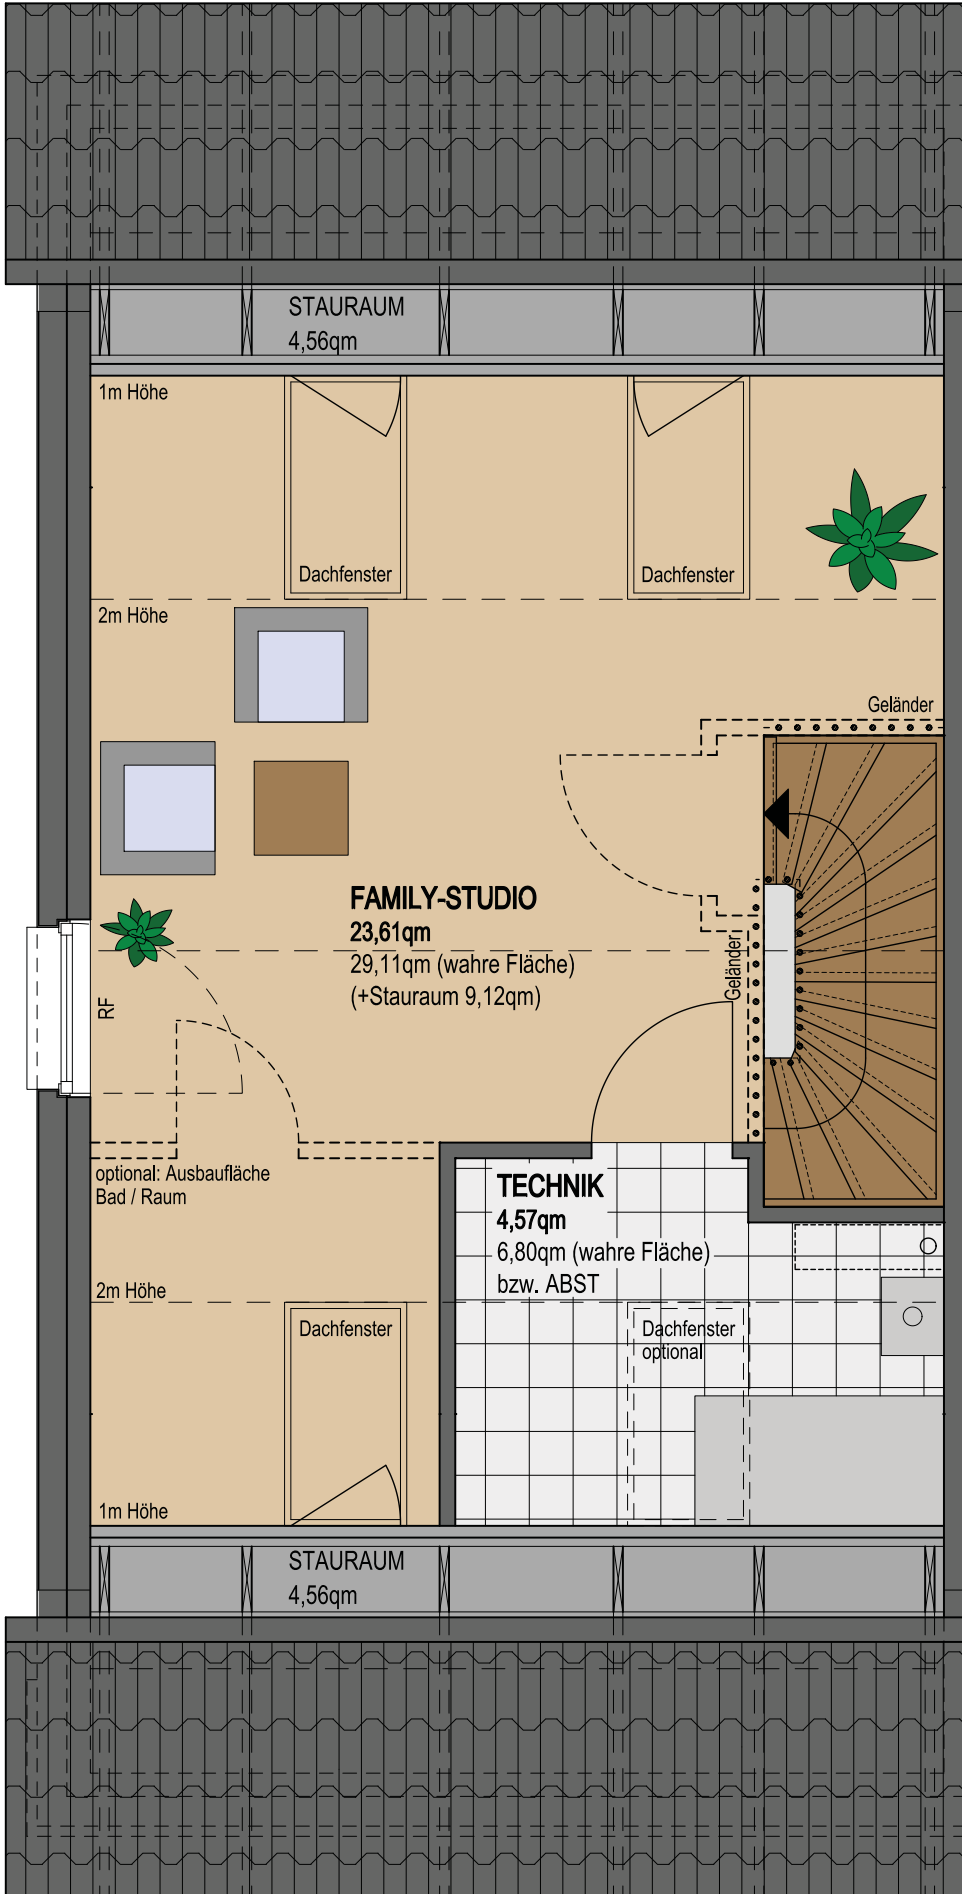 STAURAUM
4,56qm
1m Höhe
Dachfenster
Dachfenster
2m Höhe
Geländer
FAMILY-STUDIO
23,61qm
29,11qm (wahre Fläche)
(+Stauraum 9,12qm)
Geländer
RF
optional: Ausbaufläche
Bad / Raum
TECHNIK
4,57qm
6,80qm (wahre Fläche)
bzw. ABST
2m Höhe
Dachfenster
Dachfenster
optional
1m Höhe
STAURAUM
4,56qm